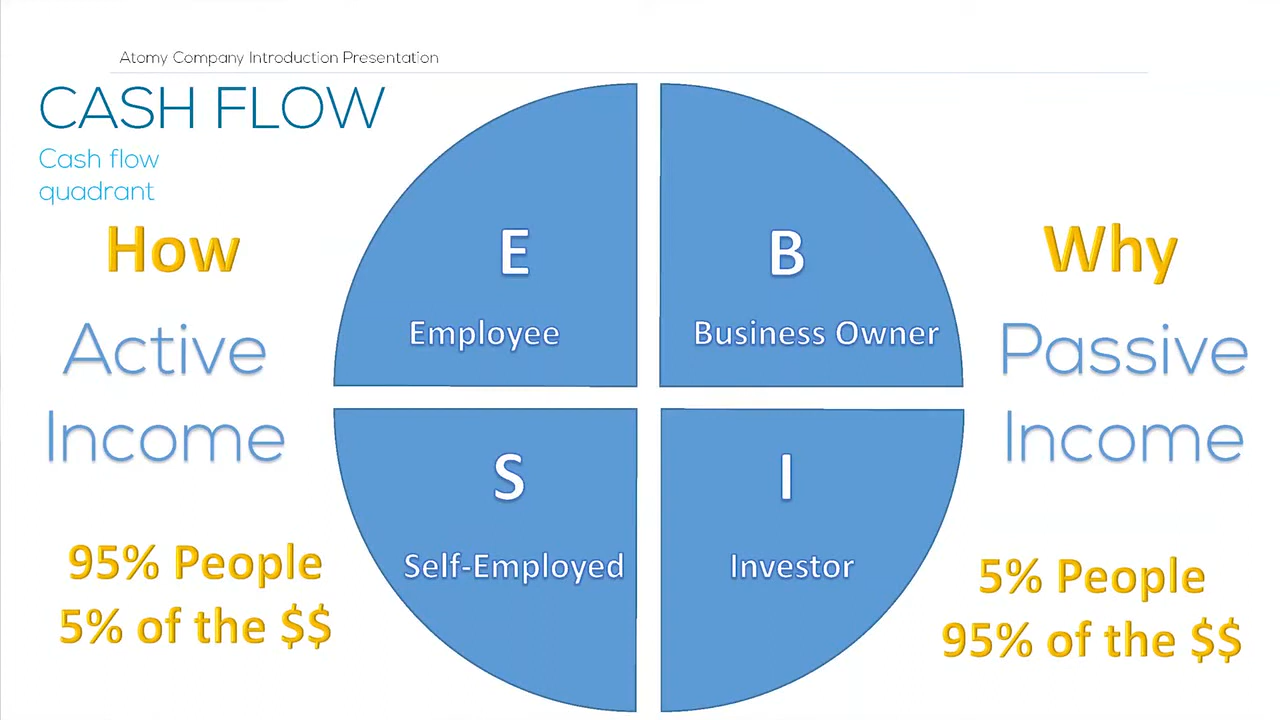 Atomy Company Introduction Presentation
CASH FLOW
Cash flow
quadrant
How
Active
Income
95% People
5% of the $$
E
Employee
B
Business Owner
S
Self-Employed
I
Investor
Why
Passive
Income
5% People
95% of the $$